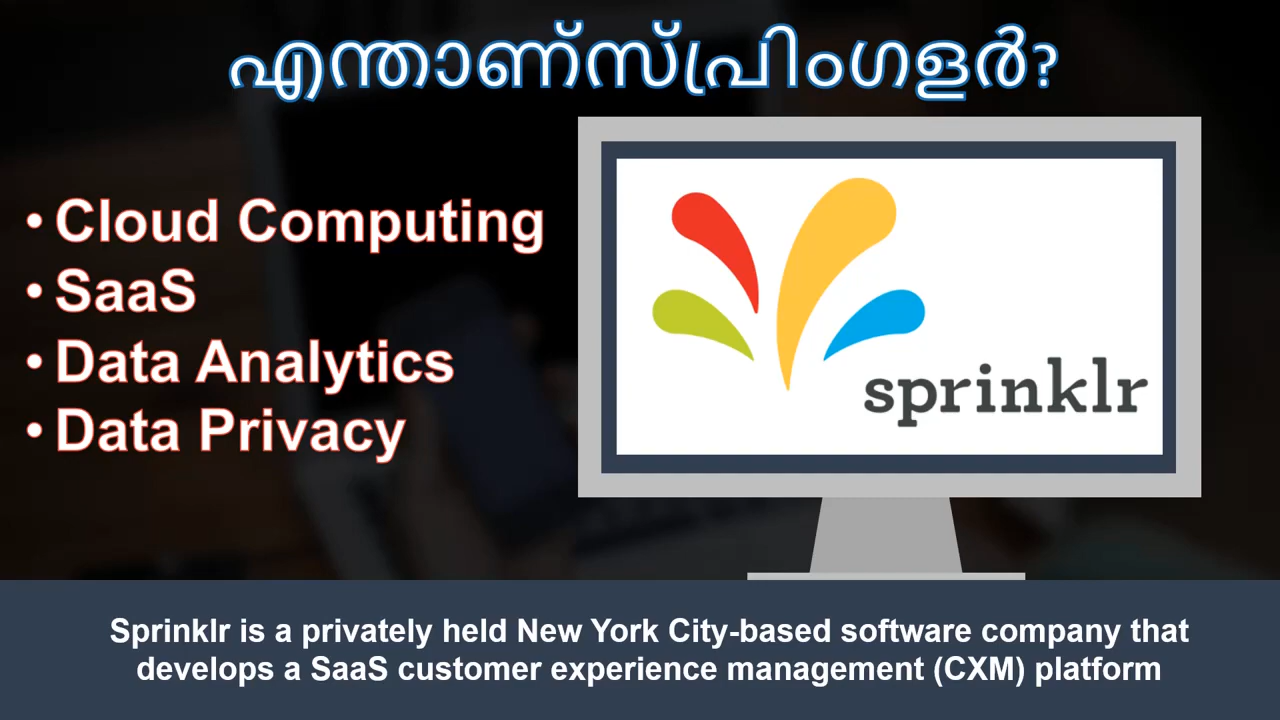 എന്താണ്സ്പ്രിംഗളർ?
• Cloud Computing
• SaaS
• Data Analytics
• Data Privacy
sprinklr
Sprinklr is a privately held New York City-based software company that
develops a SaaS customer experience management (CXM) platform